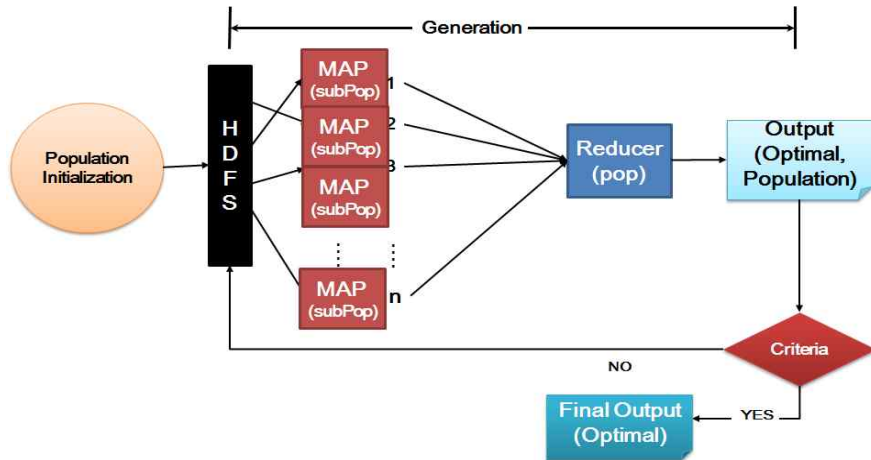 Generation
Population
Initialization
H
D
F
S
MAP
(subPop)
1
MAP
(subPop)
2
MAP
(subPop)
3
MAP
(subPop)
n
Reducer
(pop)
Output
(Optimal,
Population)
Criteria
NO
YES
Final Output
(Optimal)